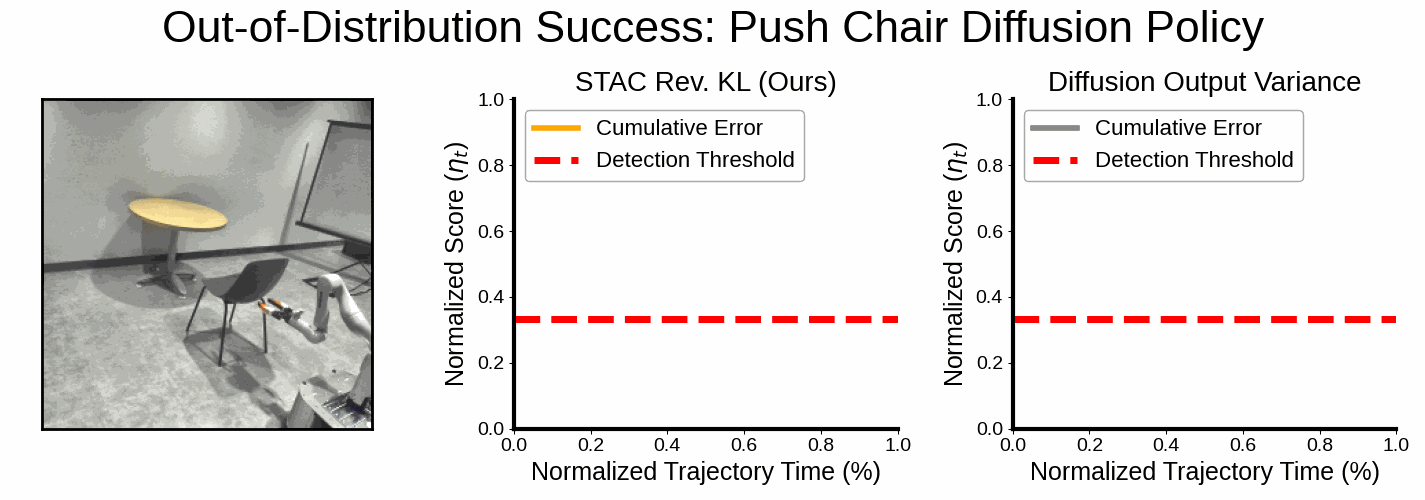 Out-of-Distribution Success: Push Chair Diffusion Policy
STAC Rev. KL (Ours)
Cumulative Error
Detection Threshold
Normalized Score (ηt)
1.0
0.8
0.6
0.4
0.2
0.0
0.0 0.2 0.4 0.6 0.8 1.0
Normalized Trajectory Time (%)
Diffusion Output Variance
Cumulative Error
Detection Threshold
Normalized Score (ηt)
1.0
0.8
0.6
0.4
0.2
0.0
0.0 0.2 0.4 0.6 0.8 1.0
Normalized Trajectory Time (%)